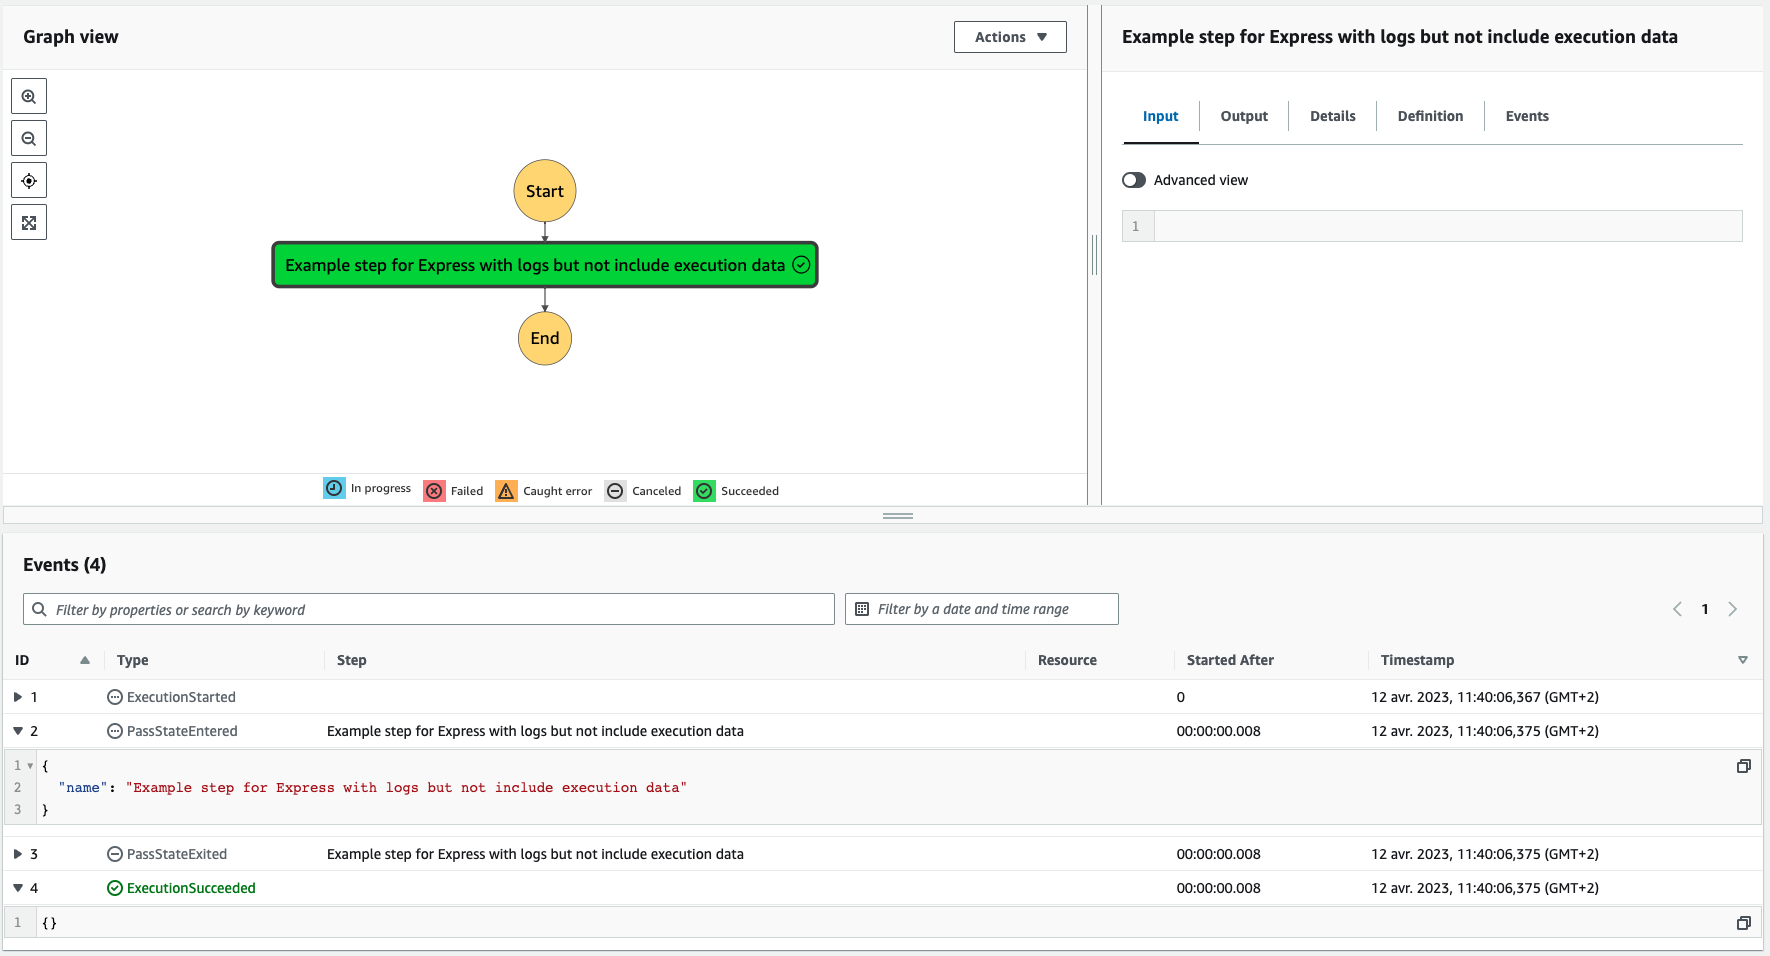 Graph view
Actions
Start
Example step for Express with logs but not include execution data
End
In progress Failed Caught error Canceled Succeeded
Example step for Express with logs but not include execution data
Input Output Details Definition Events
Advanced view
1
Events (4)
Filter by properties or search by keyword Filter by a date and time range 1
ID Type Step Resource Started After Timestamp
1 ExecutionStarted 0 12 avr. 2023, 11:40:06,367 (GMT+2)
2 PassStateEntered Example step for Express with logs but not include execution data 00:00:00.008 12 avr. 2023, 11:40:06,375 (GMT+2)
1 {
2 "name": "Example step for Express with logs but not include execution data"
3 }
3 PassStateExited Example step for Express with logs but not include execution data 00:00:00.008 12 avr. 2023, 11:40:06,375 (GMT+2)
4 ExecutionSucceeded 00:00:00.008 12 avr. 2023, 11:40:06,375 (GMT+2)
1 {}